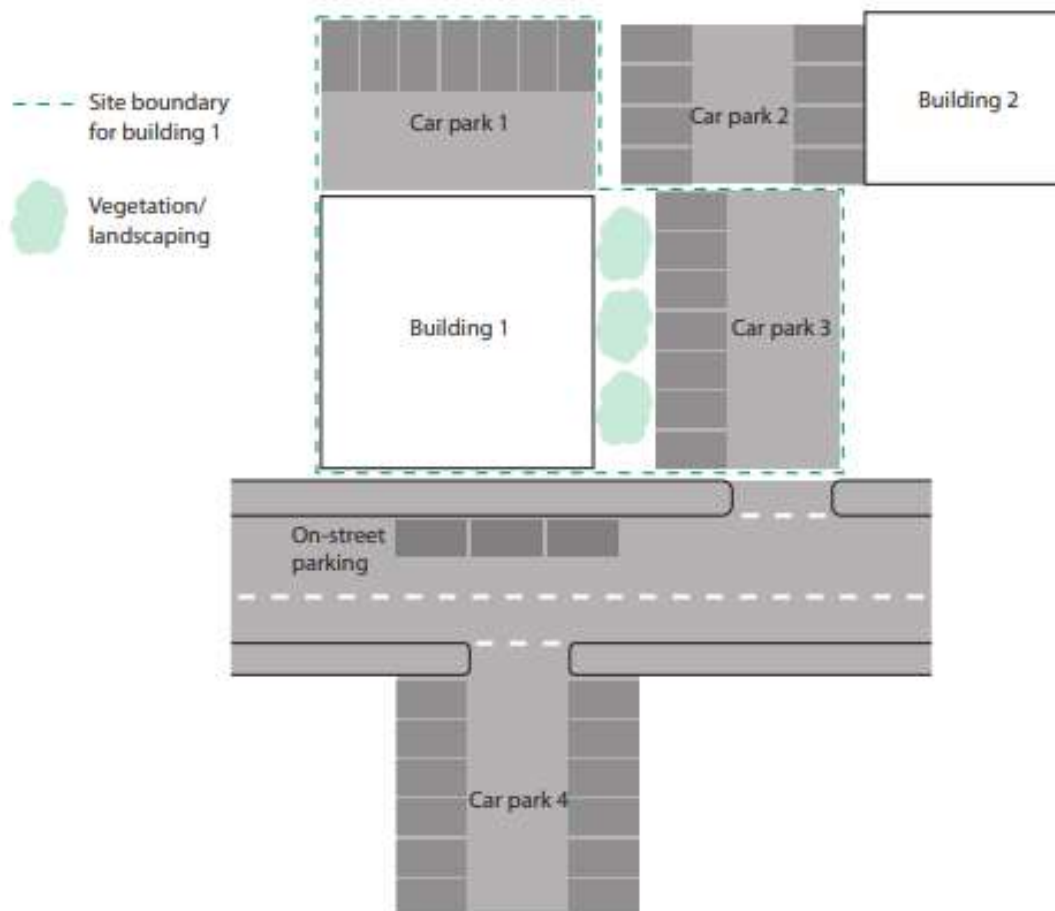 Site boundary
for building 1
Vegetation/
landscaping
Car park 1
Car park 2
Building 2
Building 1
Car park 3
On-street
parking
Car park 4